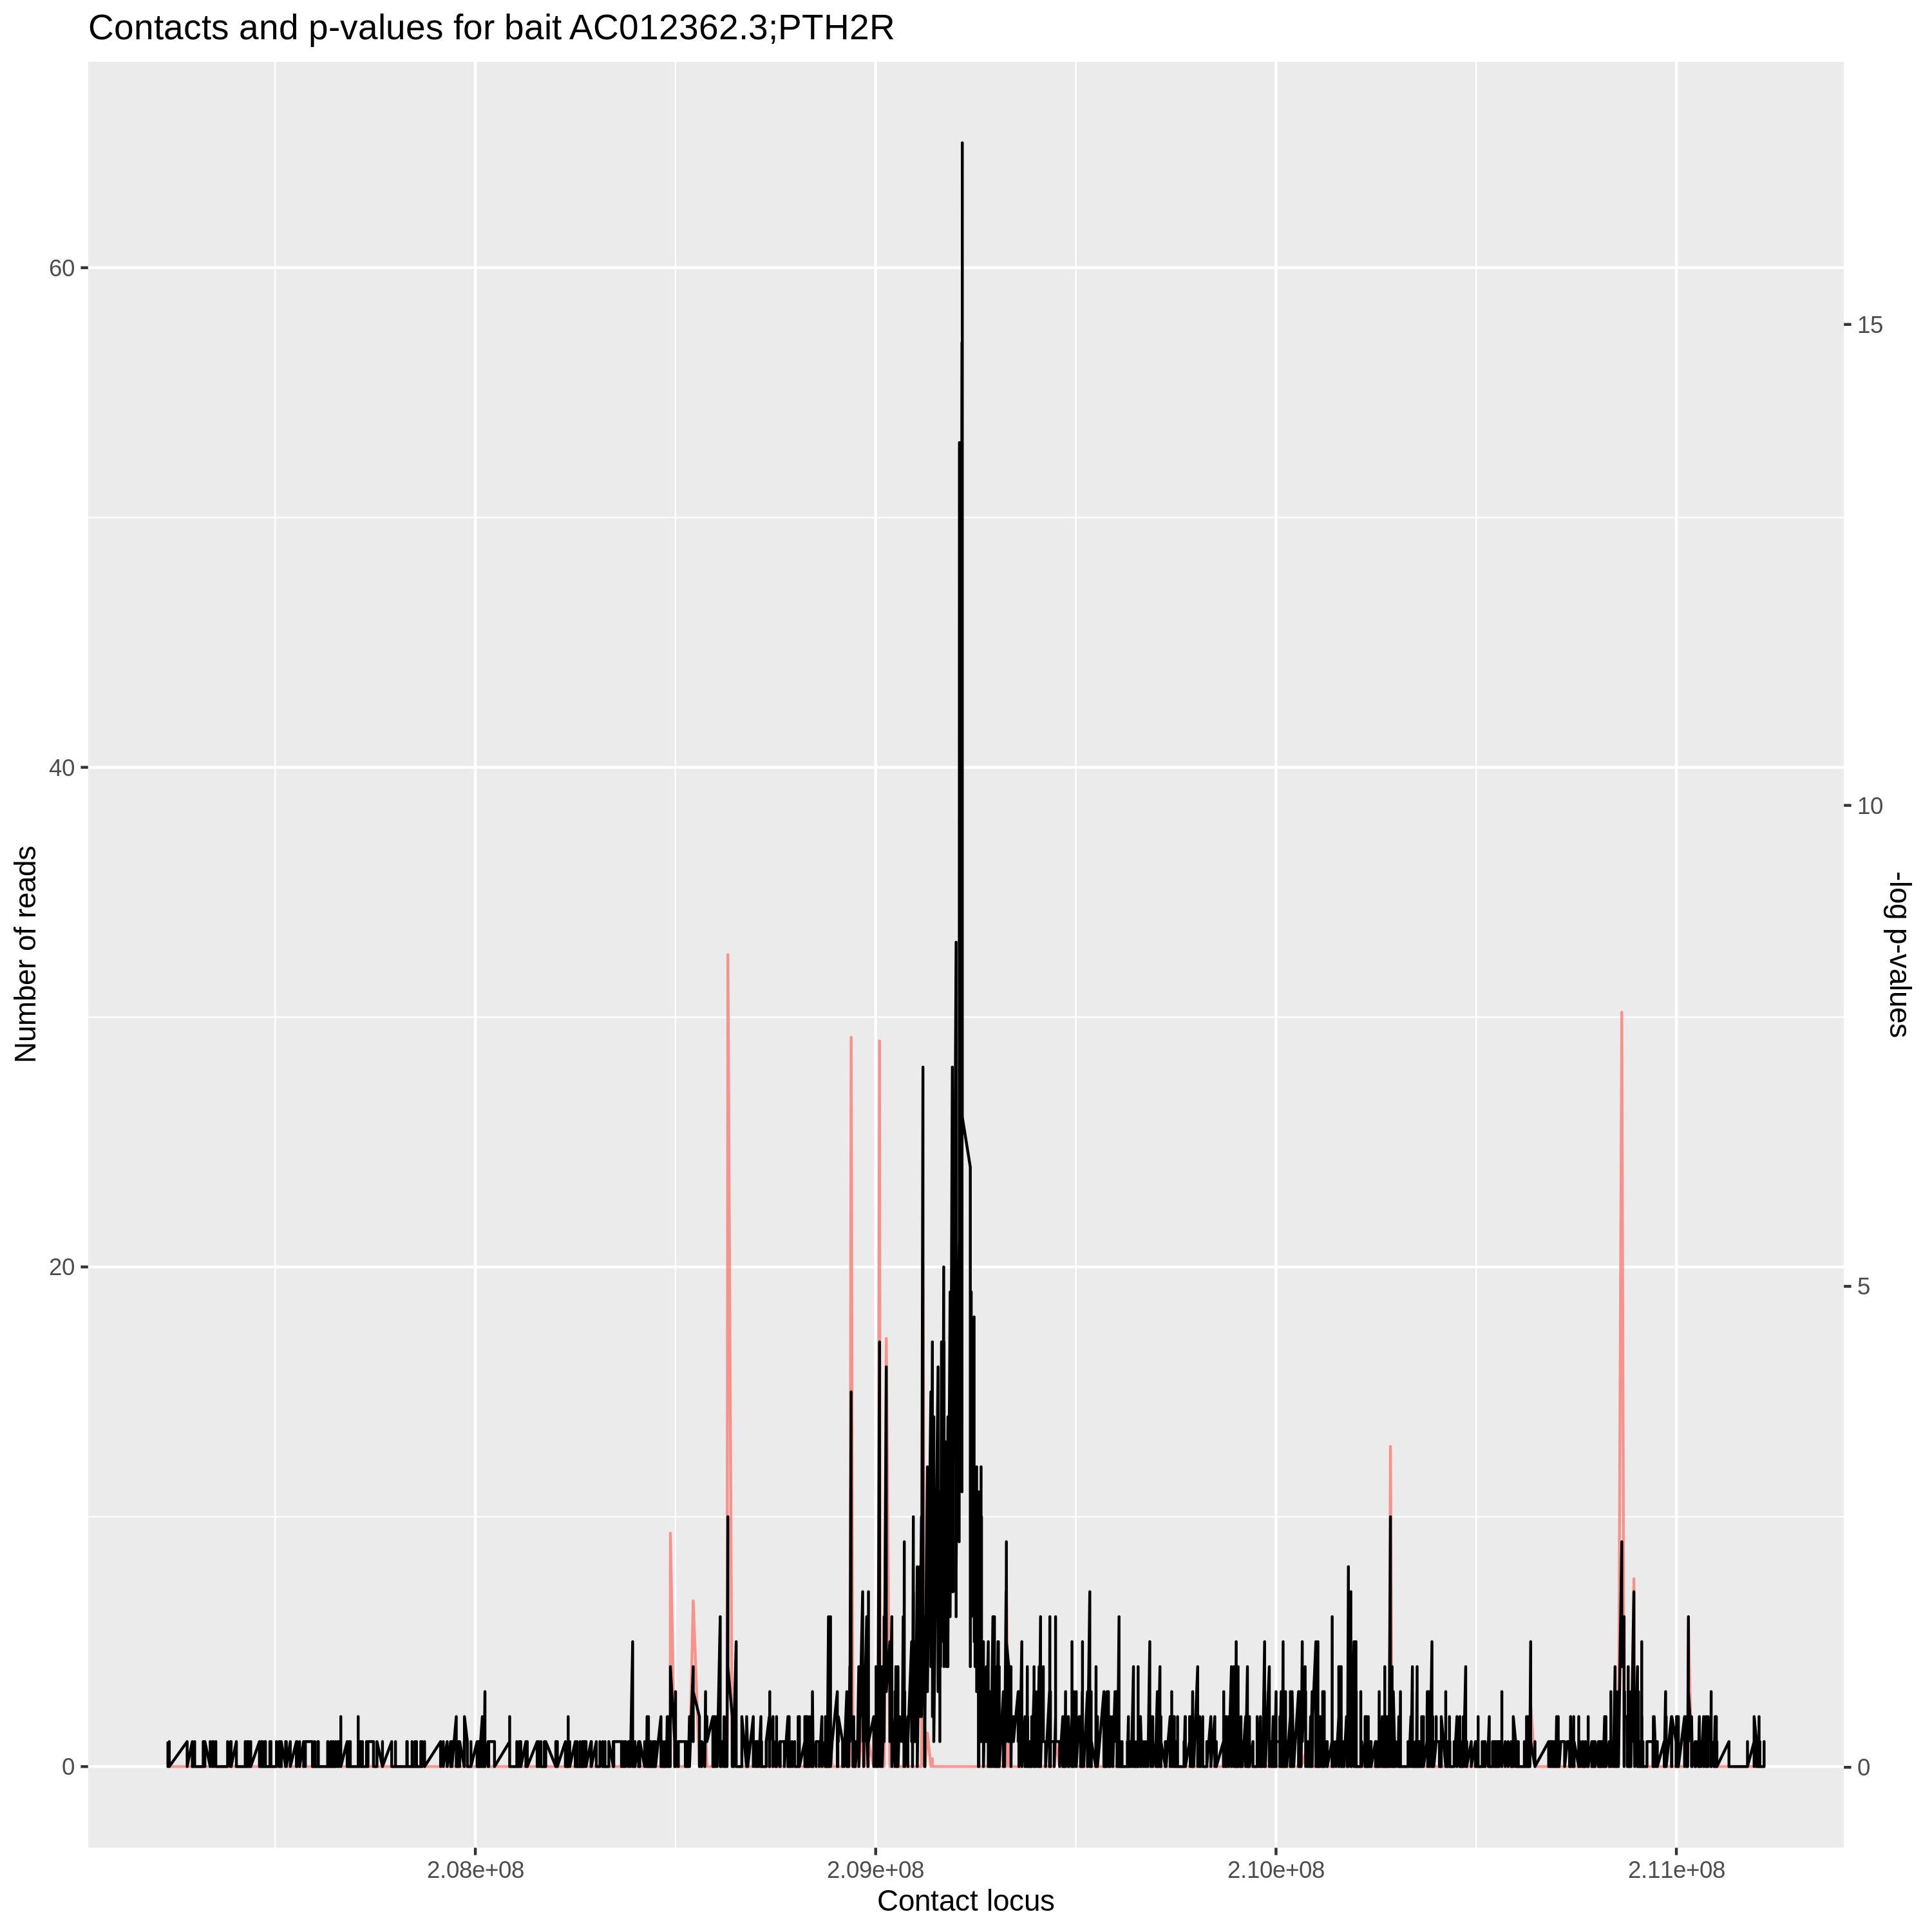 Contacts and p-values for bait AC012362.3;PTH2R
60
40
20
0
Number of reads
15
10
5
0
-log p-values
2.08e+08 2.09e+08 2.10e+08 2.11e+08
Contact locus